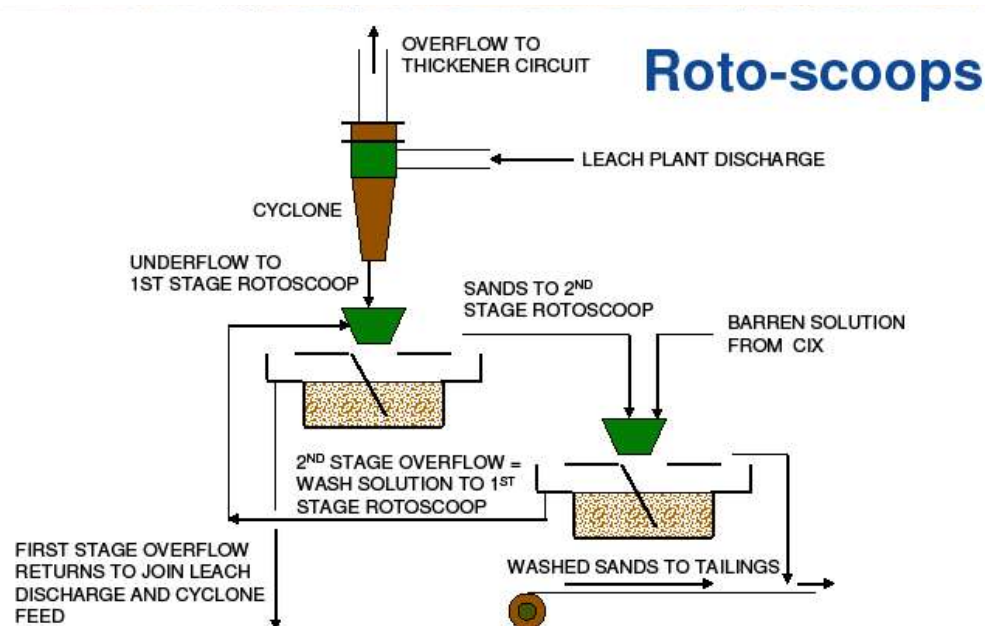 OVERFLOW TO
THICKENER CIRCUIT
Roto-scoops
LEACH PLANT DISCHARGE
CYCLONE
UNDERFLOW TO
1ST STAGE ROTOSCOOP
SANDS TO 2ND
STAGE ROTOSCOOP
BARREN SOLUTION
FROM CIX
2ND STAGE OVERFLOW =
WASH SOLUTION TO 1ST
STAGE ROTOSCOOP
FIRST STAGE OVERFLOW
RETURNS TO JOIN LEACH
DISCHARGE AND CYCLONE
FEED
WASHED SANDS TO TAILINGS